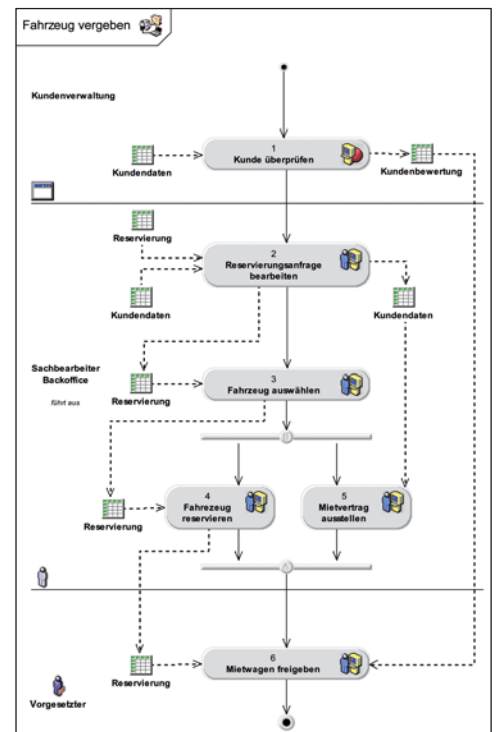 Fahrzeug vergeben
Kundenverwaltung
1
Kunde überprüfen
Kundendaten
Kundenbewertung
Reservierung
2
Reservierungsanfrage
bearbeiten
Kundendaten
Kundendaten
Sachbearbeiter
Backoffice
führt aus
Reservierung
3
Fahrzeug auswählen
4
Fahrezeug
reservieren
5
Mietvertrag
ausstellen
Reservierung
6
Mietwagen freigeben
Reservierung
Vorgesetzter